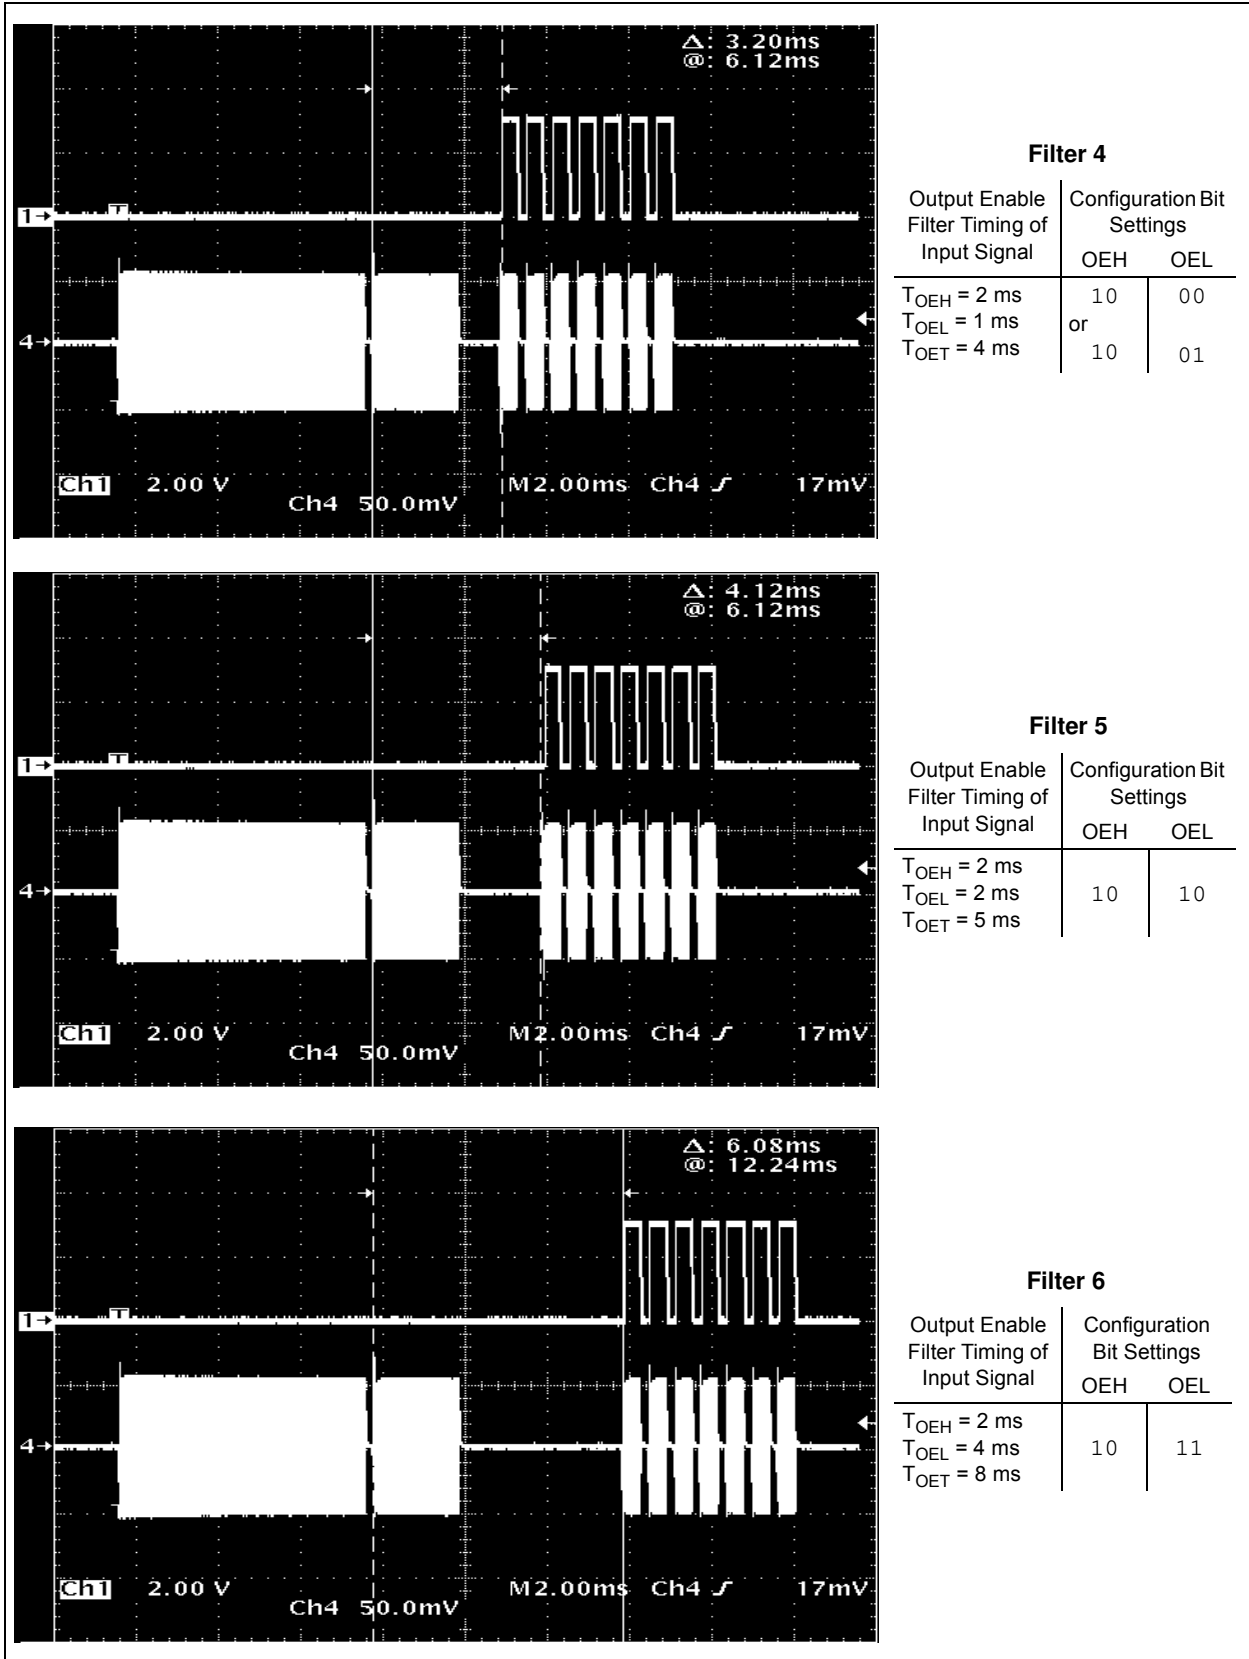 Δ: 3.20ms
@: 6.12ms
T
1→
4→
Ch1 2.00 V M2.00ms Ch4 ƒ 17mV
Ch4 50.0mV
Filter 4
Output Enable Configuration Bit
Filter Timing of Settings
Input Signal OEH OEL
TOEH = 2 ms 10 00
TOEL = 1 ms or
TOET = 4 ms 10 01
Δ: 4.12ms
@: 6.12ms
T
1→
4→
Ch1 2.00 V M2.00ms Ch4 ƒ 17mV
Ch4 50.0mV
Filter 5
Output Enable Configuration Bit
Filter Timing of Settings
Input Signal OEH OEL
TOEH = 2 ms
TOEL = 2 ms 10 10
TOET = 5 ms
Δ: 6.08ms
@: 12.24ms
T
1→
4→
Ch1 2.00 V M2.00ms Ch4 ƒ 17mV
Ch4 50.0mV
Filter 6
Output Enable Configuration
Filter Timing of Bit Settings
Input Signal OEH OEL
TOEH = 2 ms
TOEL = 4 ms 10 11
TOET = 8 ms